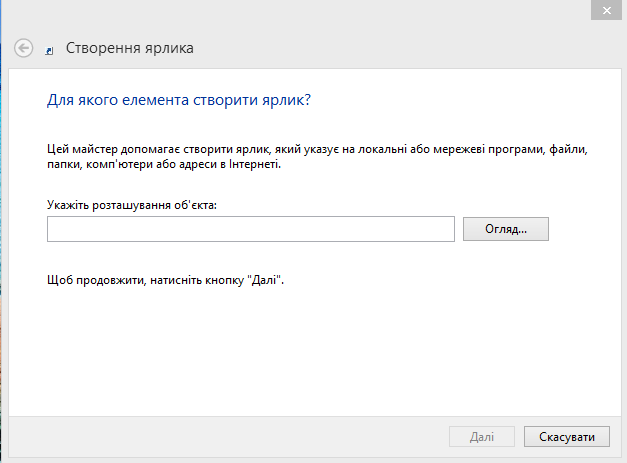 Створення ярлика
Для якого елемента створити ярлик?
Цей майстер допомагає створити ярлик, який указує на локальні або мережеві програми, файли,
папки, комп'ютери або адреси в Інтернеті.
Укажіть розташування об'єкта:
Огляд...
Щоб продовжити, натисніть кнопку "Далі".
Далі
Скасувати